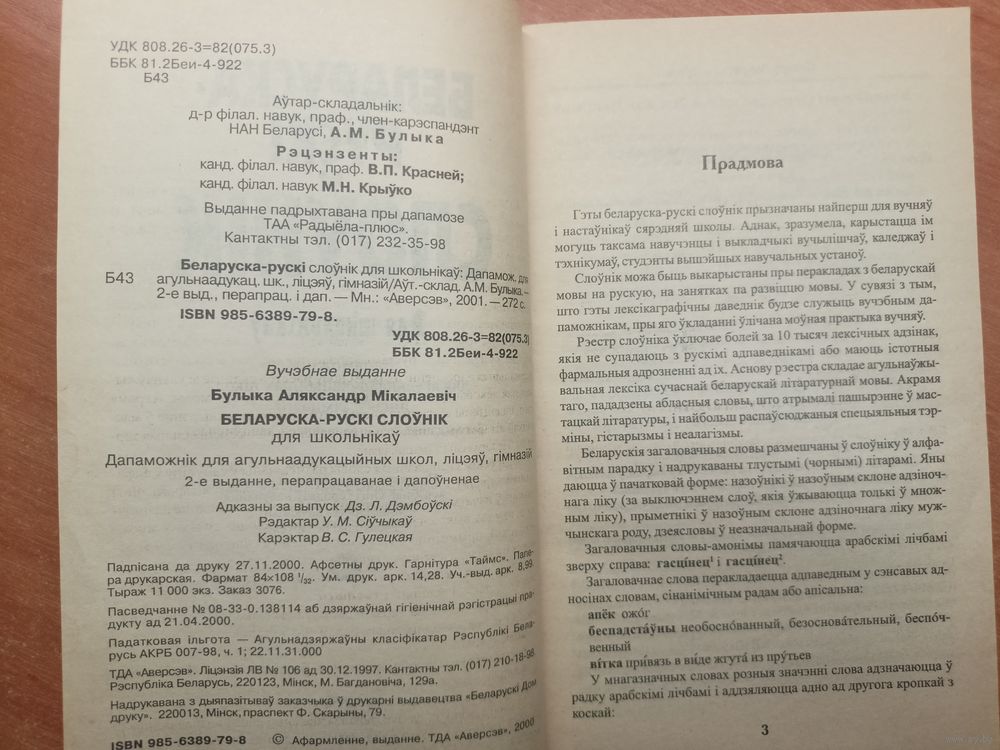 УДК 808.26-3=82(075.3)
ББК 81.2Беи-4-922
Б43
Аўтар-складальнік:
д-р філал. навук, праф., член-карэспандэнт
НАН Беларусі, А.М. Булыка
Рэцэнзенты:
канд. філал. навук, праф. В.П. Красней;
канд. філал. навук М.Н. Крыўко
Выданне падрыхтавана пры дапамозе
ТАА «Радыёла-плюс».
Кантактны тэл. (017) 232-35-98
Беларуска-рускі слоўнік для школьнікаў: Дапамож. для
Б43 агульнаадукац. шк., ліцэяў, гімназій/Аўт.-склад. А.М. Булыка. —
2-е выд., перапрац. і дап. — Мн.: «Аверсэв», 2001. — 272 с.
ISBN 985-6389-79-8.
УДК 808.26-3=82(075.3)
ББК 81.2Беи-4-922
Вучэбнае выданне
Булыка Аляксандр Мікалаевіч
БЕЛАРУСКА-РУСКІ СЛОЎНІК
для школьнікаў
Дапаможнік для агульнаадукацыйных школ, ліцэяў, гімназій
2-е выданне, перапрацаванае і дапоўненае
Адказны за выпуск Дз. Л. Дэмбоўскі
Рэдактар У. М. Сіўчыкаў
Карэктар В. С. Гулецкая
Падпісана да друку 27.11.2000. Афсетны друк. Гарнітура «Таймс». Папе-
ра друкарская. Фармат 84×108 1/32. Ум. друк. арк. 14,28. Уч.-выд. арк. 8,99.
Тыраж 11 000 экз. Заказ 3076.
Пасведчанне № 08-33-0.138114 аб дзяржаўнай гігіенічнай рэгістрацыі пра-
дукту ад 21.04.2000.
Падатковая ільгота — Агульнадзяржаўны класіфікатар Рэспублікі Бела-
русь АКРБ 007-98, ч. 1; 22.11.31.000
ТДА «Аверсэв». Ліцэнзія ЛВ № 106 ад 30.12.1997. Кантактны тэл. (017) 210-18-98.
Рэспубліка Беларусь, 220123, Мінск, М. Багдановіча, 129а.
Надрукавана з дыяпазітываў заказчыка ў друкарні выдавецтва «Беларускі Дом
друку». 220013, Мінск, праспект Ф. Скарыны, 79.
ISBN 985-6389-79-8 © Афармленне, выданне. ТДА «Аверсэв», 2000
Прадмова
Гэты беларуска-рускі слоўнік прызначаны найперш для вучняў
і настаўнікаў сярэдняй школы. Аднак, зразумела, карыстацца ім
могуць таксама навучэнцы і выкладчыкі вучылішчаў, каледжаў і
тэхнікумаў, студэнты вышэйшых навучальных устаноў.
Слоўнік можа быць выкарыстаны пры перакладах з беларускай
мовы на рускую, на занятках па развіццю мовы. У сувязі з тым,
што гэты лексікаграфічны даведнік будзе служыць вучэбным да-
паможнікам, пры яго ўкладанні ўлічана моўная практыка вучняў.
Рэестр слоўніка ўключае болей за 10 тысяч лексічных адзінак,
якія не супадаюць з рускімі адпаведнікамі або маюць істотныя
фармальныя адрозненні ад іх. Аснову рэестра складае агульнаўжы-
вальная лексіка сучаснай беларускай літаратурнай мовы. Акрамя
таго, пададзены абласныя словы, што атрымалі пашырэнне ў мас-
тацкай літаратуры, і найбольш распаўсюджаныя спецыяльныя тэр-
міны, гістарызмы і неалагізмы.
Беларускія загаловачныя словы размешчаны ў слоўніку ў алфа-
вітным парадку і надрукаваны тлустымі (чорнымі) літарамі. Яны
даюцца ў пачатковай форме: назоўнікі ў назоўным склоне адзіноч-
нага ліку (за выключэннем слоў, якія ўжываюцца толькі ў множ-
ным ліку), прыметнікі ў назоўным склоне адзіночнага ліку муж-
чынскага роду, дзеясловы ў неазначальнай форме.
Загаловачныя словы-амонімы памячаюцца арабскімі лічбамі
зверху справа: гасці́нец¹ і гасці́нец².
Загаловачнае слова перакладаецца адпаведным у сэнсавых ад-
носінах словам, сінанімічным радам або апісальна:
апёк ожо́г
беспадста́ўны необосно́ванный, безоснова́тельный, беспо́ч-
венный
ві́тка при́вязь в ви́де жгута́ из пру́тьев
У мнагазначных словах розныя значэнні слова адзначаюцца ў
радку арабскімі лічбамі і аддзяляюцца адно ад другога кропкай з
коскай:
3